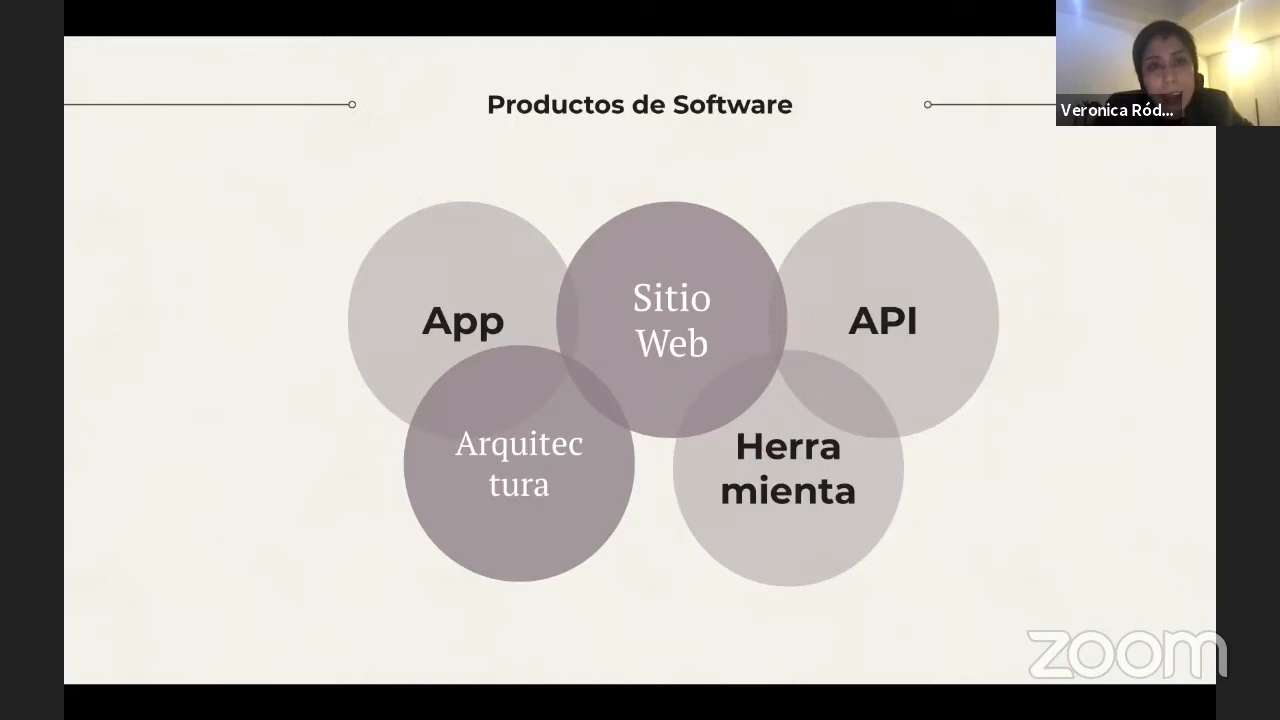 Productos de Software
Veronica Ród...
App
Sitio
Web
API
Arquitec
tura
Herra
mienta
zoom